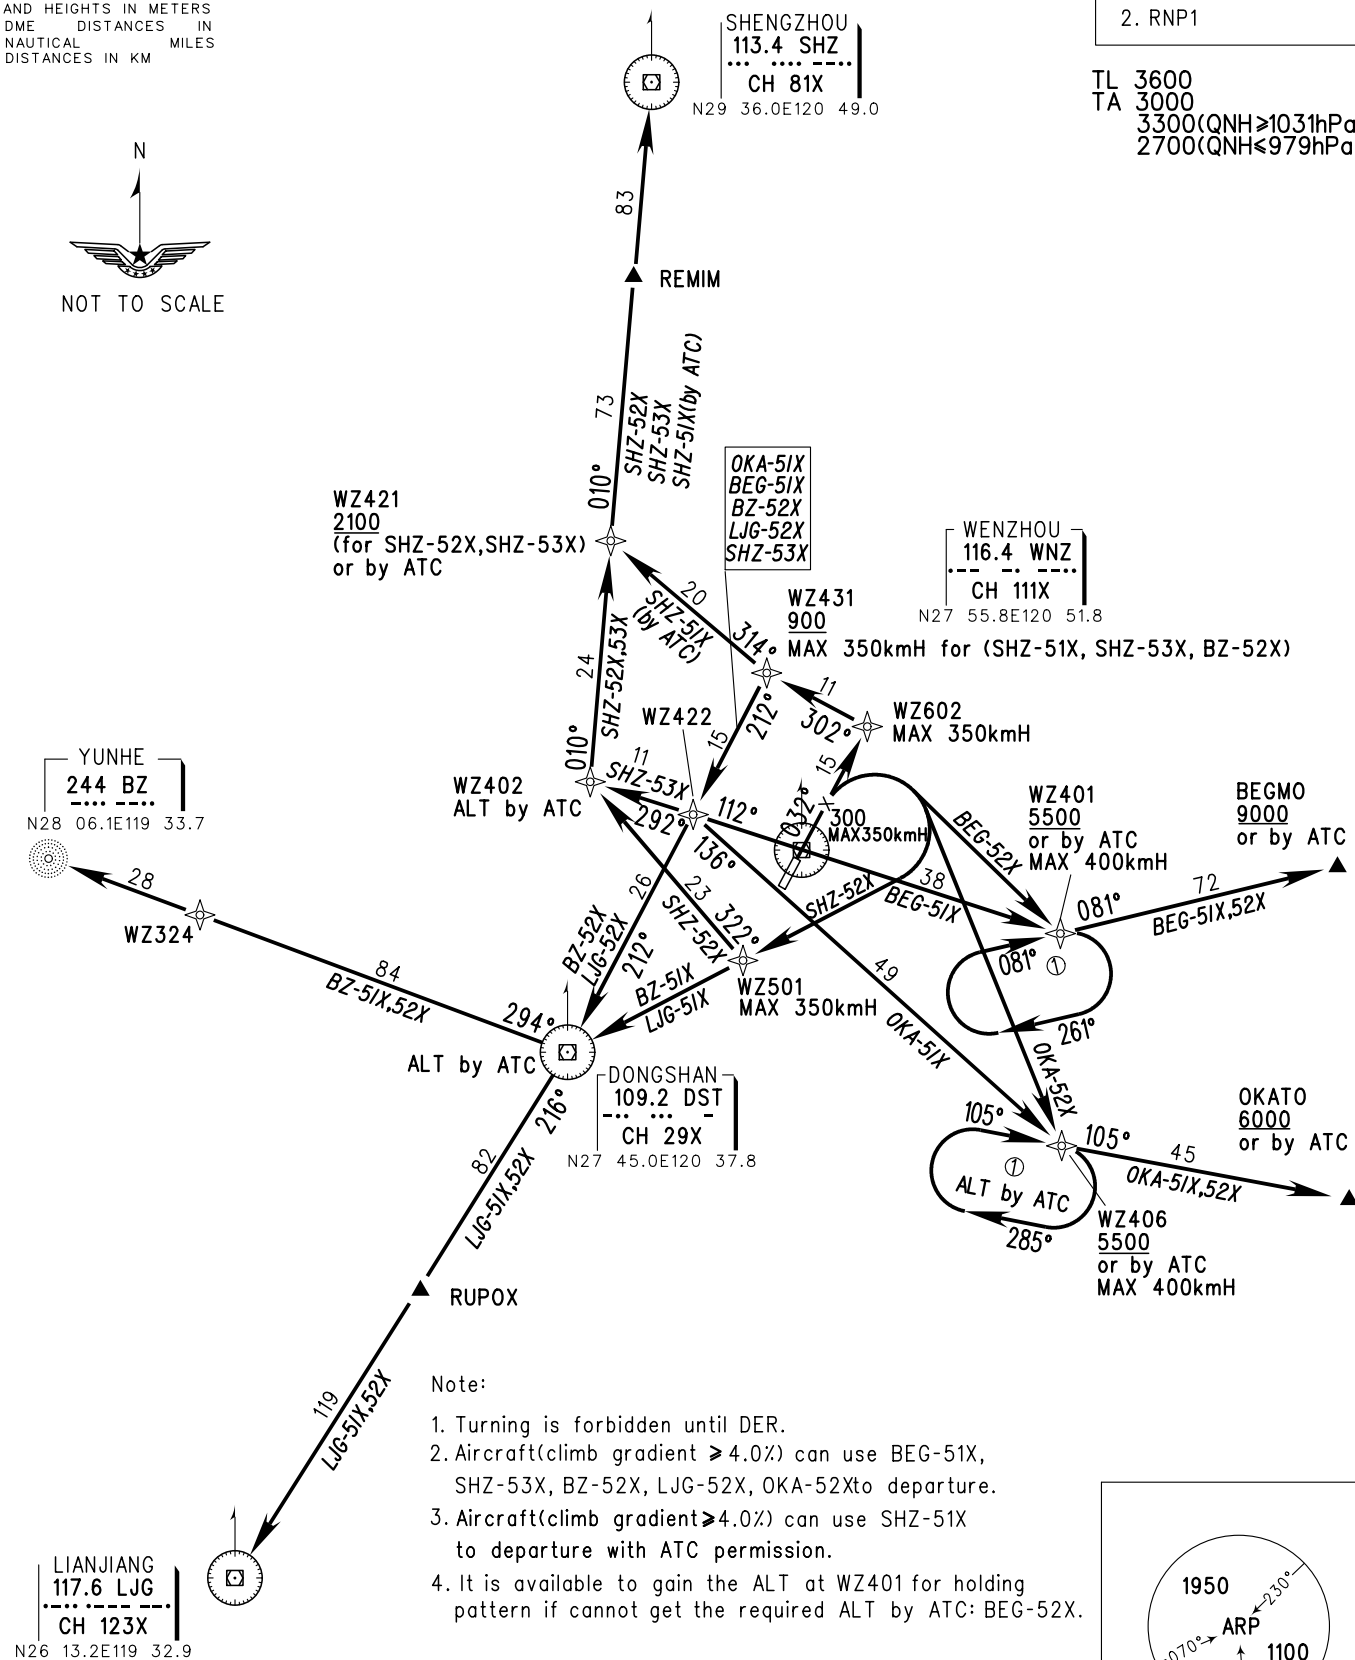 AND HEIGHTS IN METERS
DME DISTANCES IN
NAUTICAL MILES
DISTANCES IN KM
2. RNP1
TL 3600
TA 3000
3300(QNH≥1031hPa
2700(QNH≤979hPa
SHENGZHOU
113.4 SHZ
CH 81X
N29 36.0E120 49.0
N
NOT TO SCALE
83
REMIM
73
SHZ-52X
SHZ-53X
SHZ-51X(by ATC)
010°
WZ421
2100
(for SHZ-52X,SHZ-53X)
or by ATC
OKA-51X
BEG-51X
BZ-52X
LJG-52X
SHZ-53X
WENZHOU
116.4 WNZ
CH 111X
N27 55.8E120 51.8
20
SHZ-51X
(by ATC)
314°
WZ431
900
MAX 350kmH for (SHZ-51X, SHZ-53X, BZ-52X)
24
SHZ-52X,53X
010°
WZ422
212°
15
11
302°
WZ602
MAX 350kmH
15
032°
300
MAX350kmH
YUNHE
244 BZ
N28 06.1E119 33.7
WZ402
ALT by ATC
11
SHZ-53X
292°
112°
136°
WZ401
5500
or by ATC
MAX 400kmH
BEGMO
9000
or by ATC
BEG-52X
38
BEG-51X
SHZ-52X
72
BEG-51X,52X
081°
081°
1
261°
28
WZ324
84
BZ-51X,52X
294°
26
BZ-52X
LJG-52X
212°
23
SHZ-52X
322°
BZ-51X
LJG-51X
WZ501
MAX 350kmH
49
OKA-51X
OKA-52X
ALT by ATC
DONGSHAN
109.2 DST
CH 29X
N27 45.0E120 37.8
216°
82
LJG-51X,52X
105°
1
ALT by ATC
285°
105°
45
OKA-51X,52X
OKATO
6000
or by ATC
WZ406
5500
or by ATC
MAX 400kmH
RUPOX
119
LJG-51X,52X
LIANJIANG
117.6 LJG
CH 123X
N26 13.2E119 32.9
Note:
1. Turning is forbidden until DER.
2. Aircraft(climb gradient ≥4.0%) can use BEG-51X,
SHZ-53X, BZ-52X, LJG-52X, OKA-52Xto departure.
3. Aircraft(climb gradient≥4.0%) can use SHZ-51X
to departure with ATC permission.
4. It is available to gain the ALT at WZ401 for holding
pattern if cannot get the required ALT by ATC: BEG-52X.
1950
230°
ARP
070°
1100